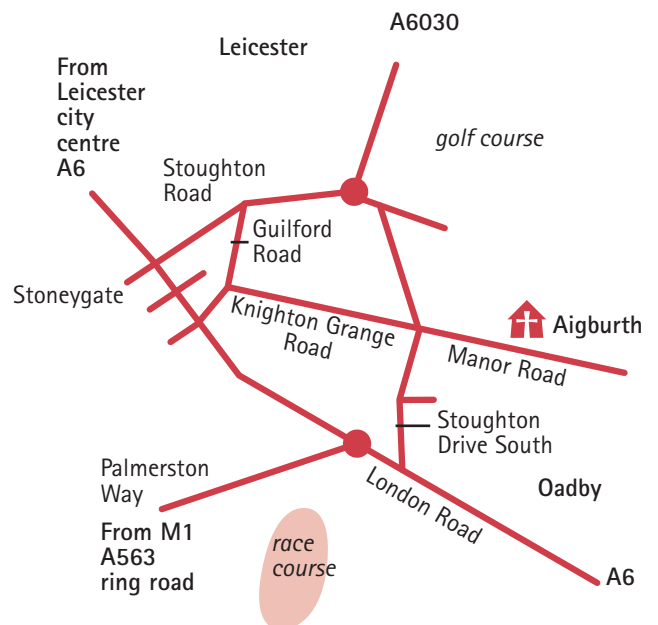 A6030
Leicester
From
Leicester
city
centre
A6
golf course
Stoughton
Road
Guilford
Road
Stoneygate
Knighton Grange
Road
Aigburth
Manor Road
Stoughton
Drive South
Palmerston
Way
London Road
Oadby
From M1
A563
ring road
race
course
A6